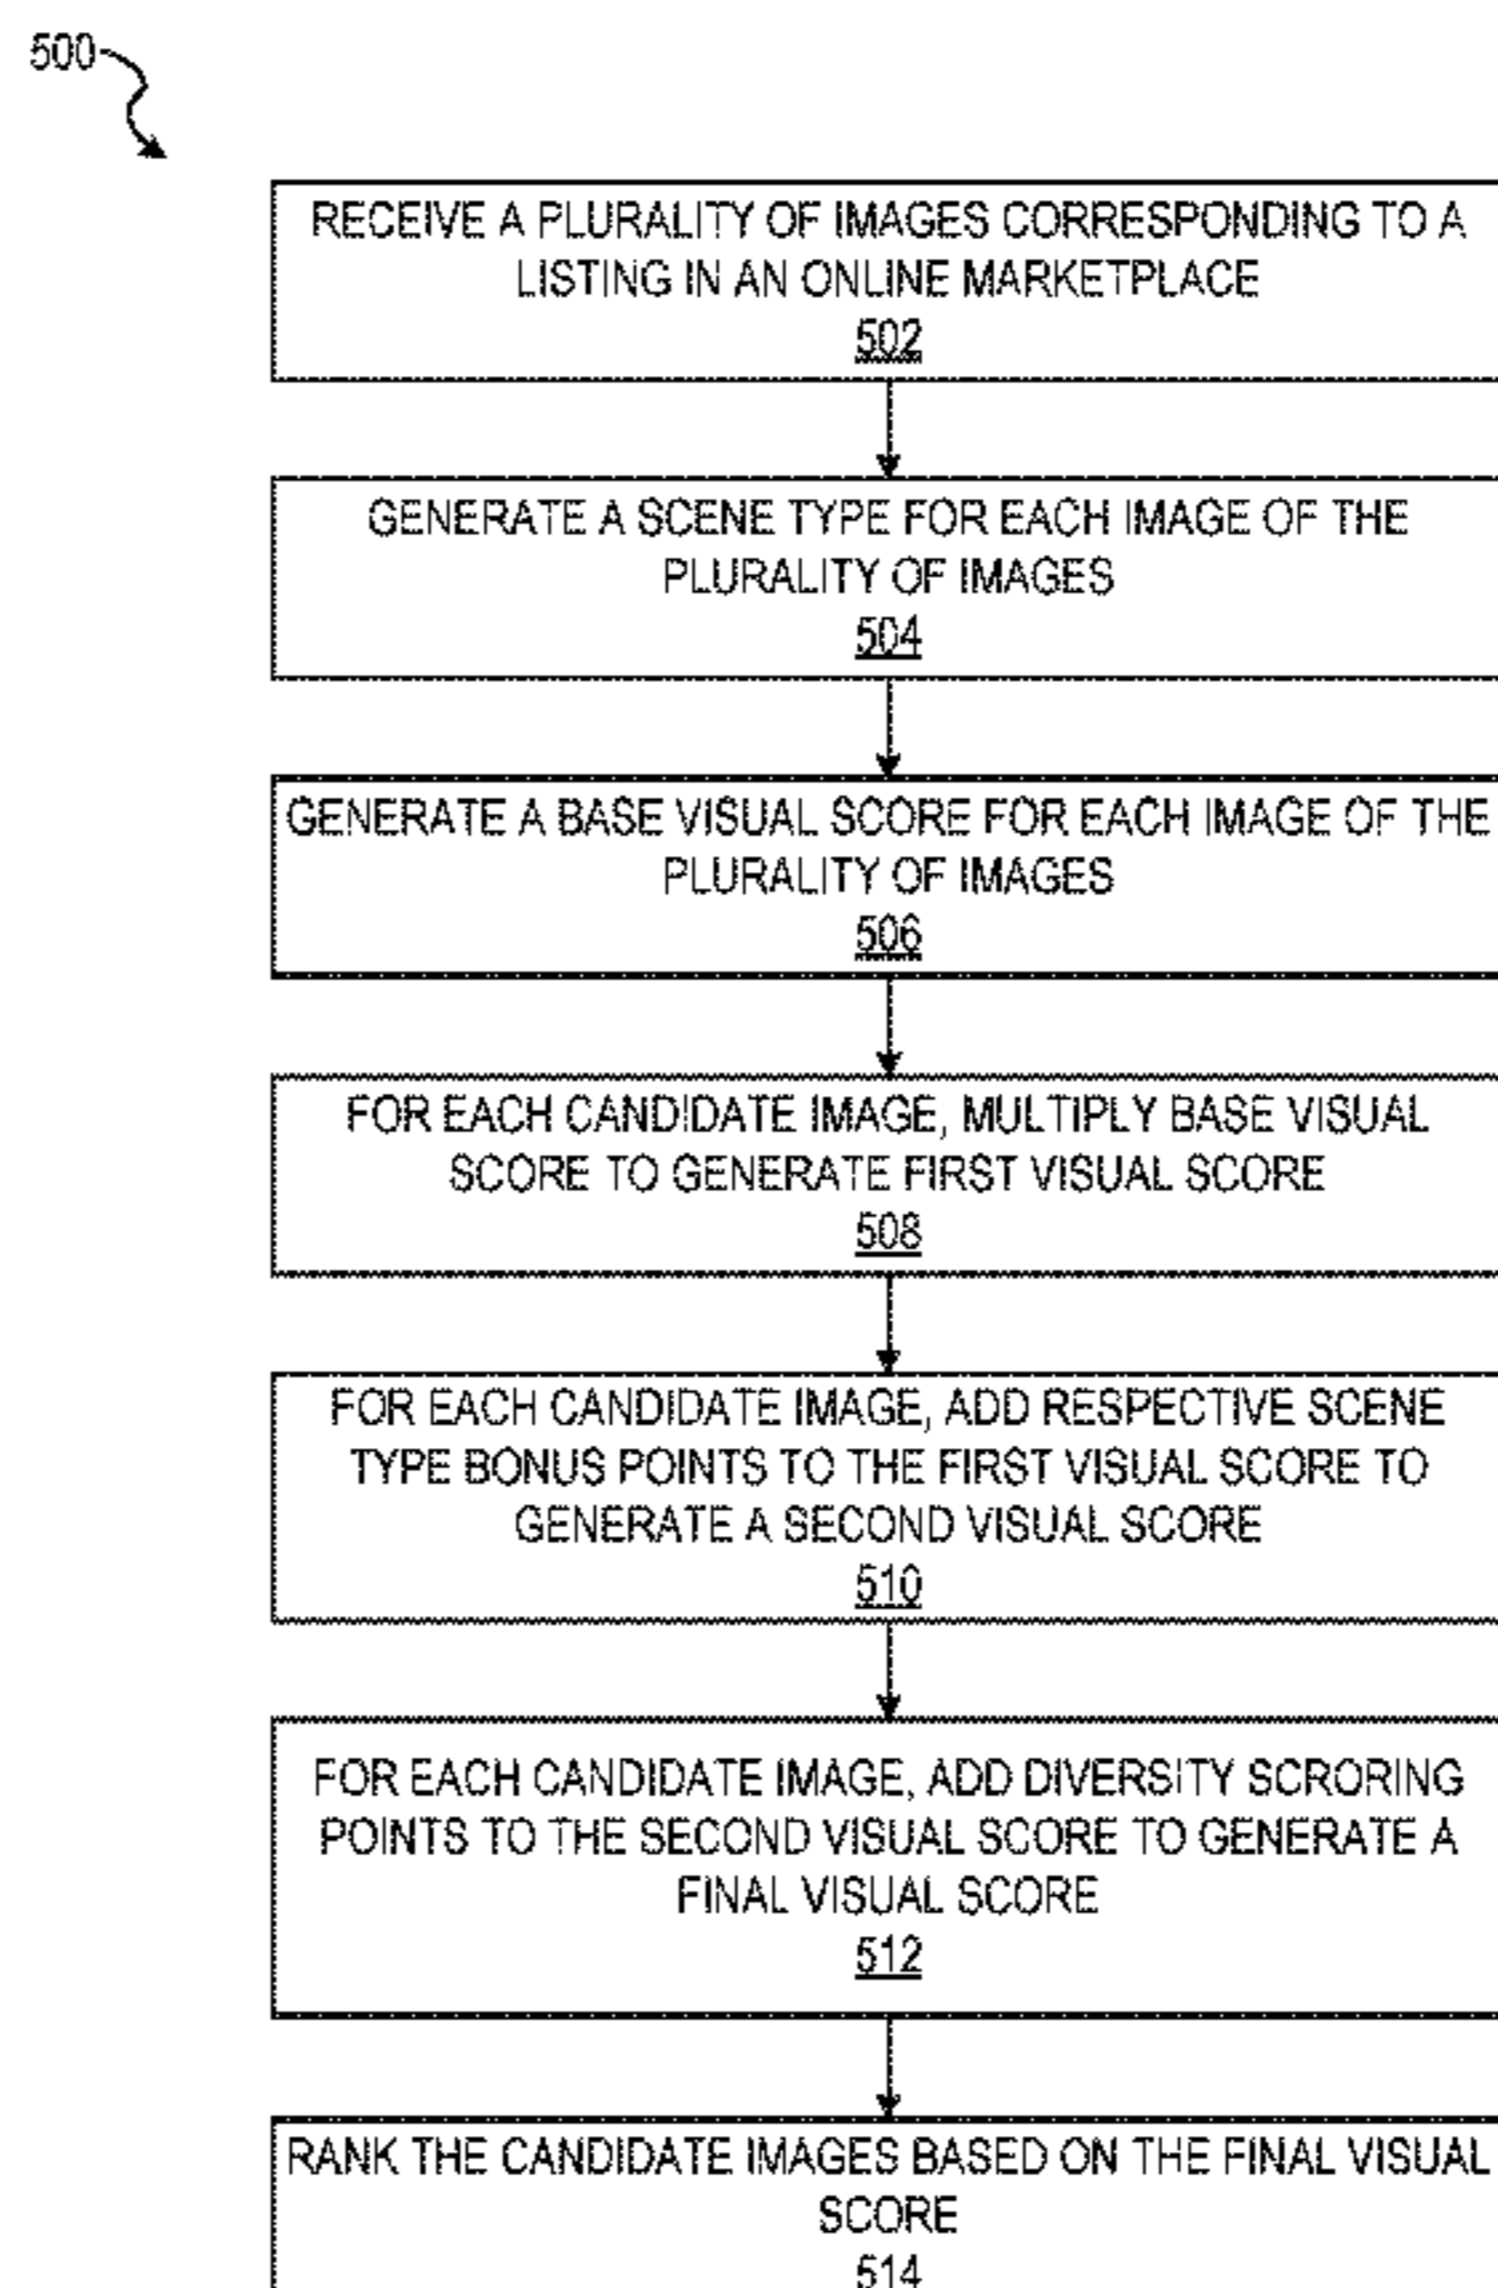 500
RECEIVE A PLURALITY OF IMAGES CORRESPONDING TO A
LISTING IN AN ONLINE MARKETPLACE
502
GENERATE A SCENE TYPE FOR EACH IMAGE OF THE
PLURALITY OF IMAGES
504
GENERATE A BASE VISUAL SCORE FOR EACH IMAGE OF THE
PLURALITY OF IMAGES
506
FOR EACH CANDIDATE IMAGE, MULTIPLY BASE VISUAL
SCORE TO GENERATE FIRST VISUAL SCORE
508
FOR EACH CANDIDATE IMAGE, ADD RESPECTIVE SCENE
TYPE BONUS POINTS TO THE FIRST VISUAL SCORE TO
GENERATE A SECOND VISUAL SCORE
510
FOR EACH CANDIDATE IMAGE, ADD DIVERSITY SCRORING
POINTS TO THE SECOND VISUAL SCORE TO GENERATE A
FINAL VISUAL SCORE
512
RANK THE CANDIDATE IMAGES BASED ON THE FINAL VISUAL
SCORE
514